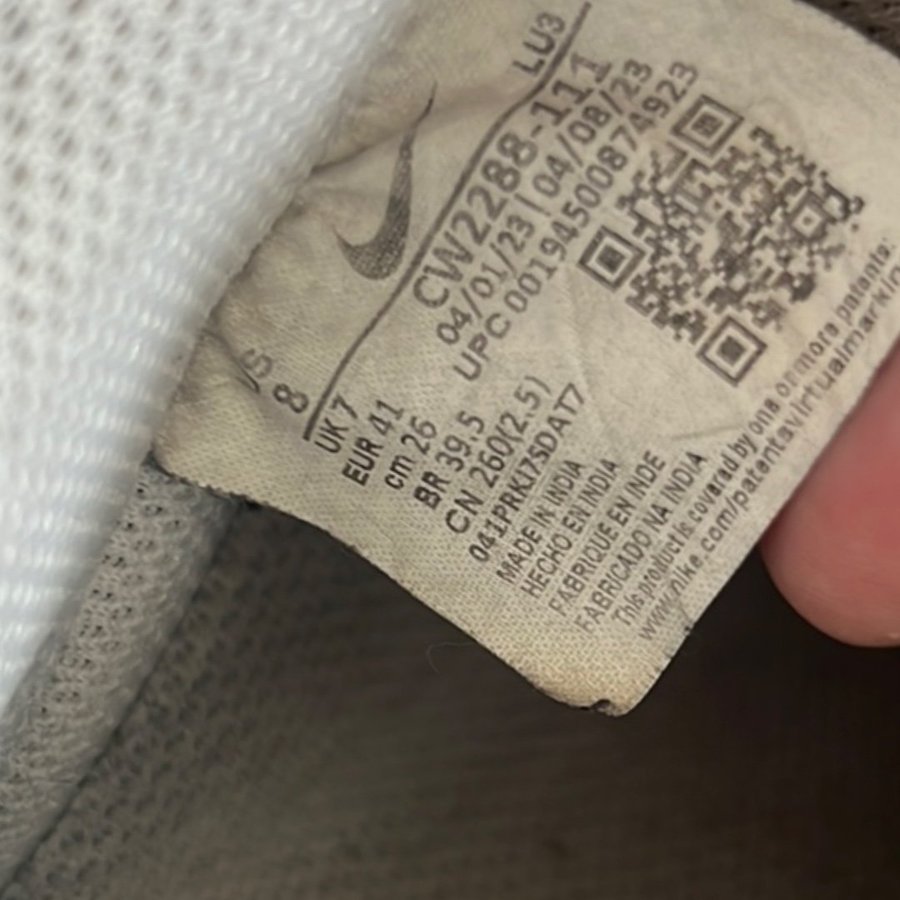 LU3
CW2288-111
04/01/23 | 04/08/23
UPC 00194500874923
US
8
UK 7
EUR 41
cm 26
BR 39.5
CN 260(2.5)
041PRK17SDAT7
MADE IN INDIA
HECHO EN INDIA
FABRIQUE EN INDE
FABRICADO NA INDIA
This product is covered by one or more patents:
www.nike.com/patentsvirtualmarkin